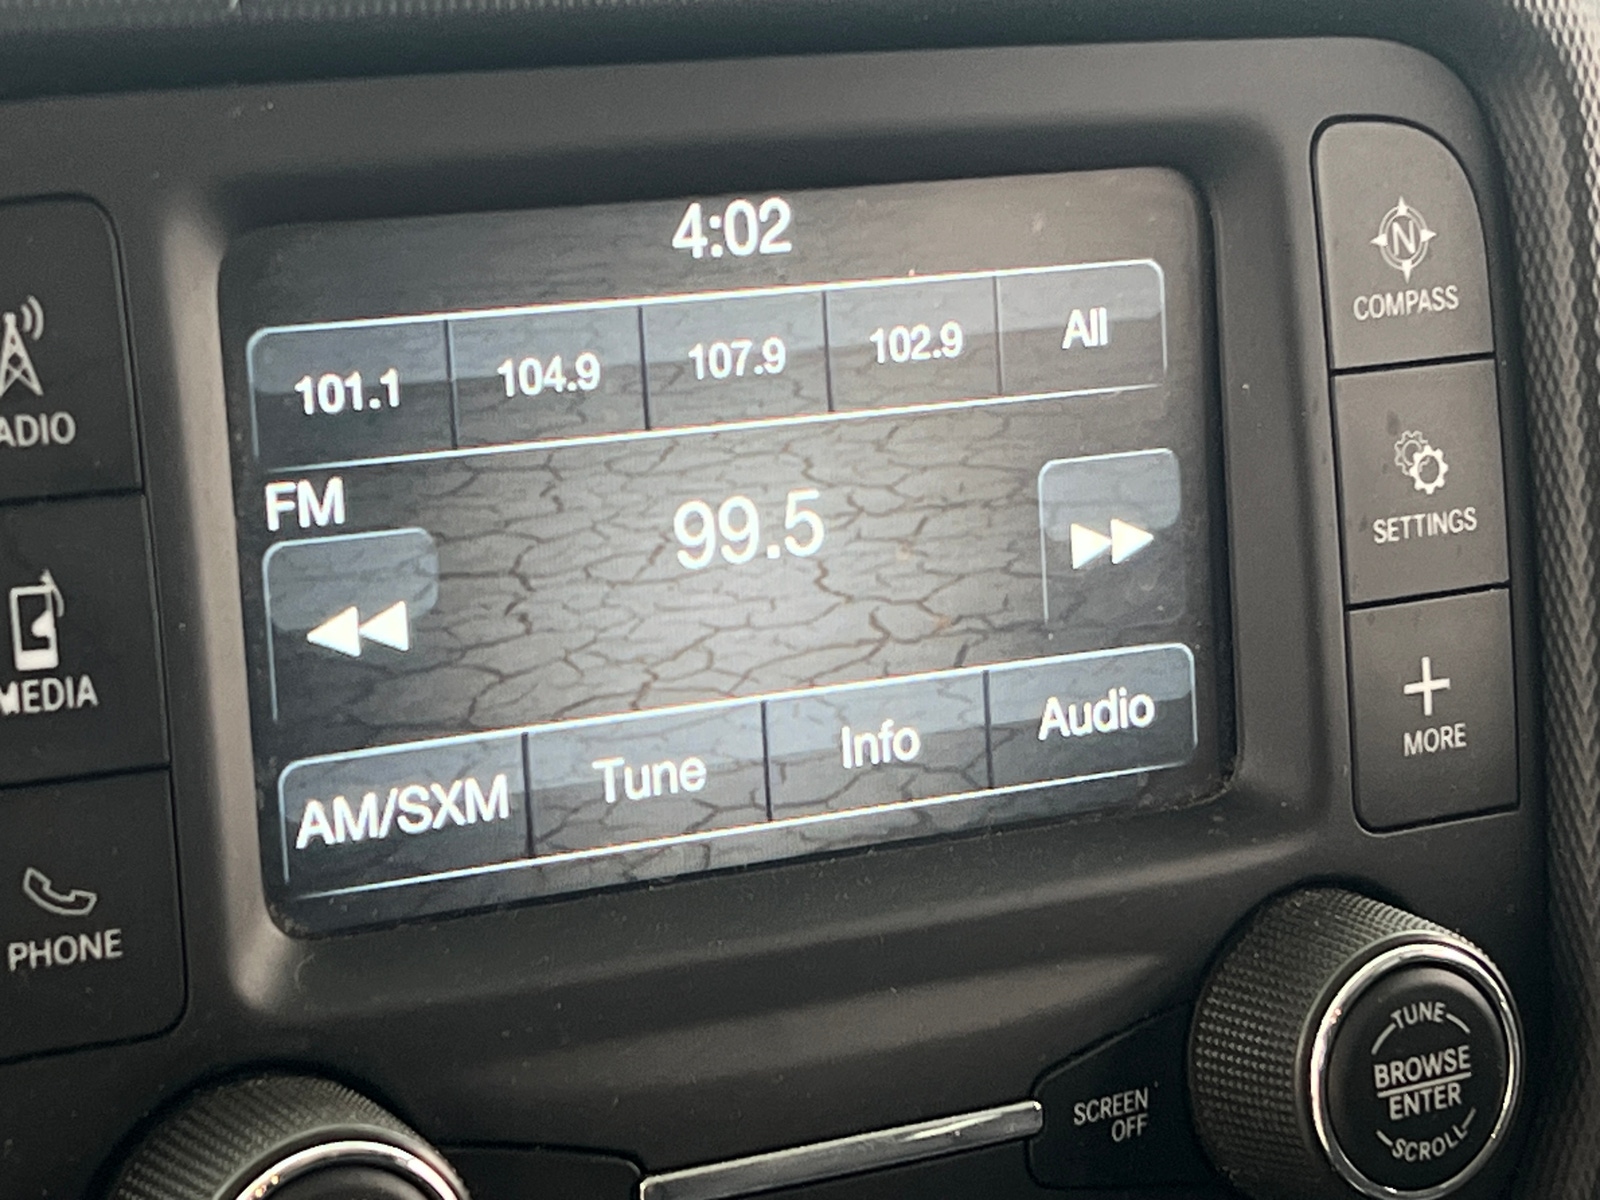 4:02
101.1 104.9 107.9 102.9 All
FM
99.5
AM/SXM Tune Info Audio
ADIO
MEDIA
PHONE
N
COMPASS
SETTINGS
MORE
SCREEN
OFF
TUNE
BROWSE
ENTER
SCROLL